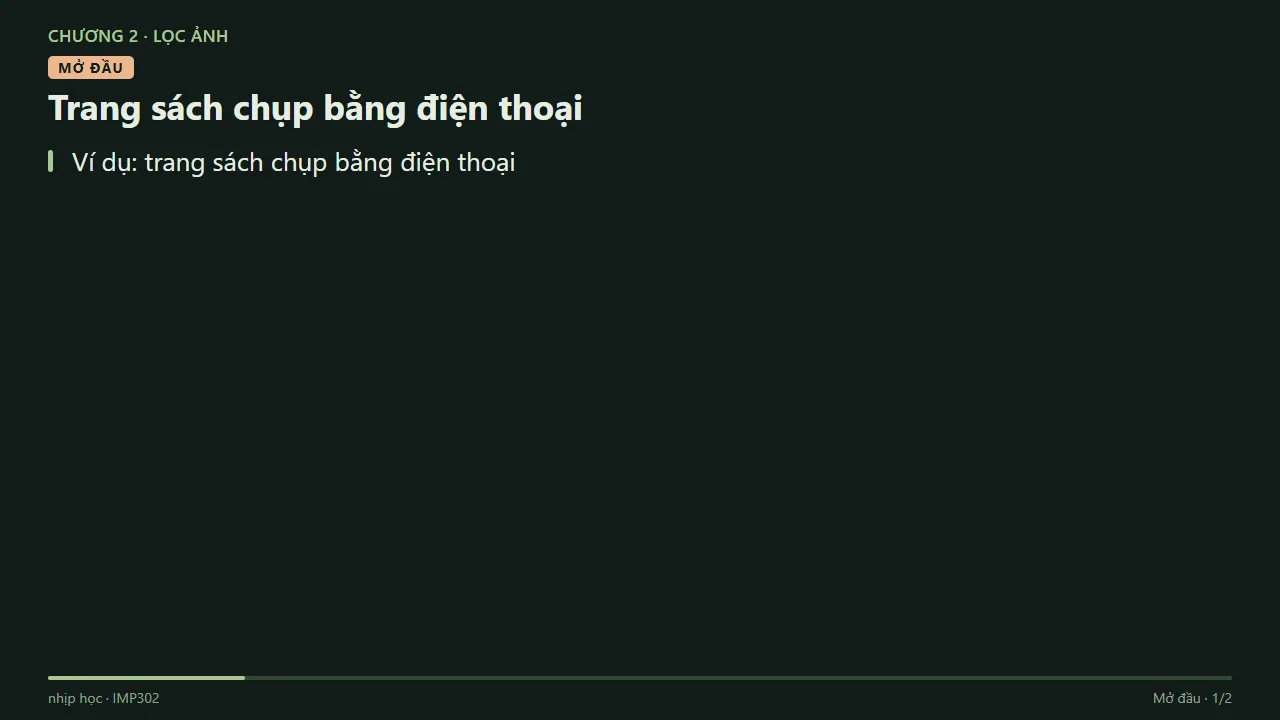 CHƯƠNG 2 · LỌC ẢNH
MỞ ĐẦU
Trang sách chụp bằng điện thoại
Ví dụ: trang sách chụp bằng điện thoại
nhịp học · IMP302
Mở đầu · 1/2